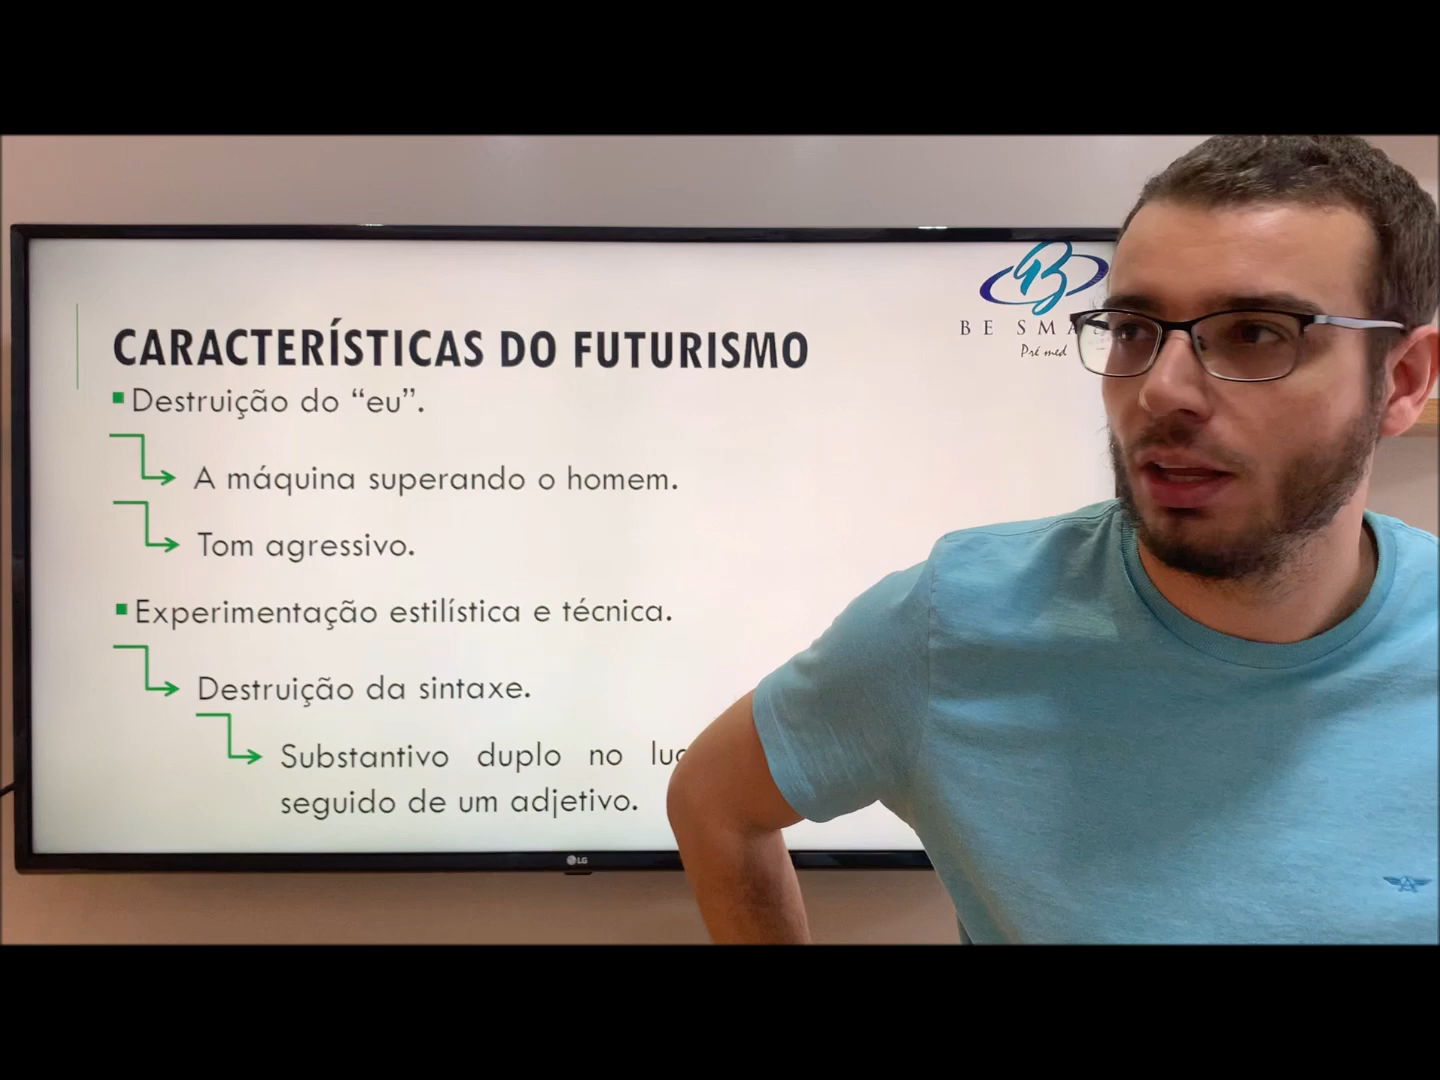 BE SMA
Pré med
CARACTERÍSTICAS DO FUTURISMO
Destruição do “eu”.
A máquina superando o homem.
Tom agressivo.
Experimentação estilística e técnica.
Destruição da sintaxe.
Substantivo duplo no
seguido de um adjetivo.
LG